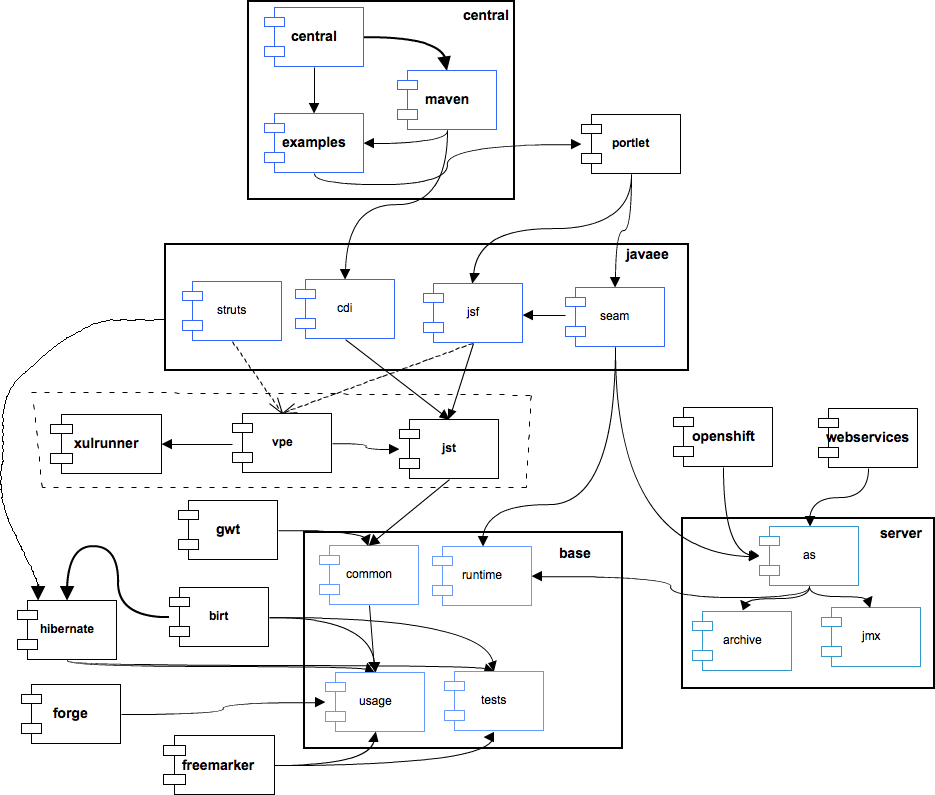 central
central
maven
examples
portlet
javaee
struts
cdi
jsf
seam
xulrunner
vpe
jst
openshift
webservices
gwt
base
server
common
runtime
as
birt
hibernate
archive
jmx
usage
tests
forge
freemarker